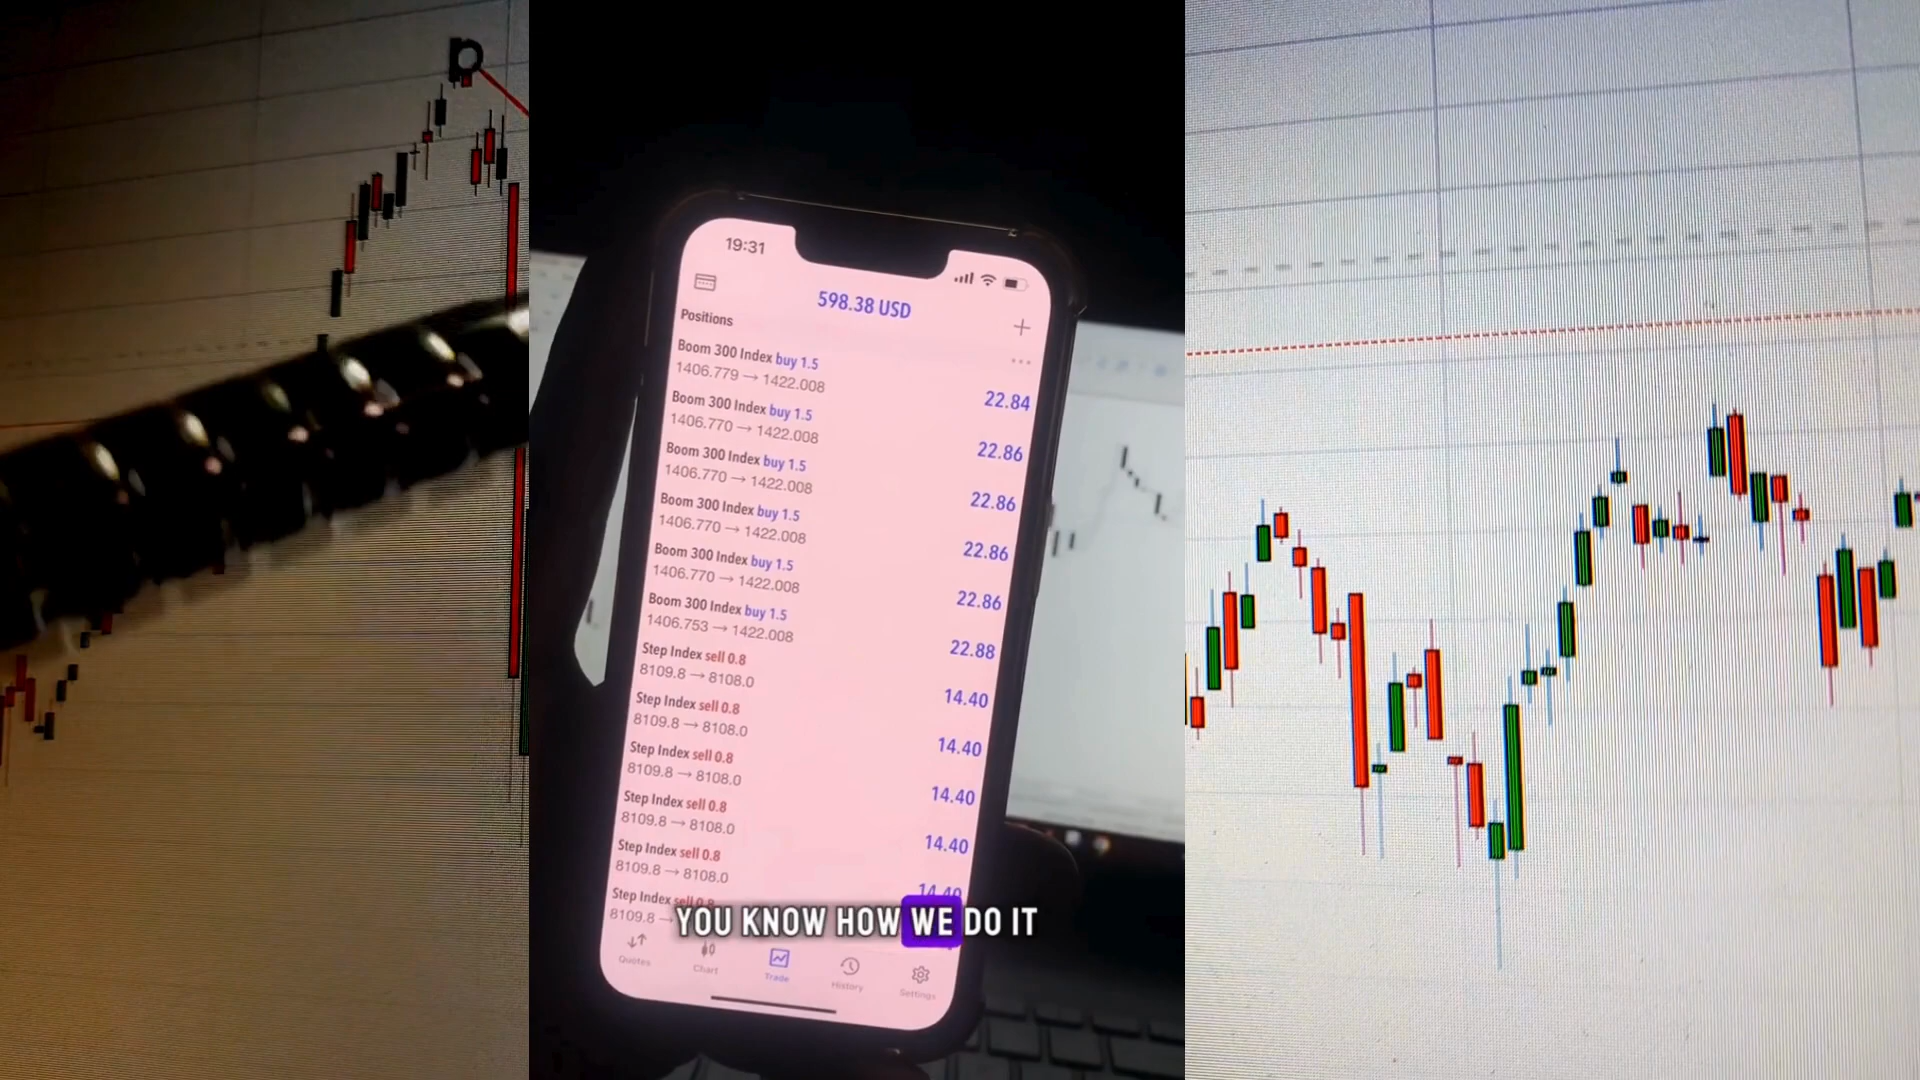 19:31
598.38 USD
Positions
Boom 300 Index buy 1.5
1406.779 → 1422.008
22.84
Boom 300 Index buy 1.5
1406.770 → 1422.008
22.86
Boom 300 Index buy 1.5
1406.770 → 1422.008
22.86
Boom 300 Index buy 1.5
1406.770 → 1422.008
22.86
Boom 300 Index buy 1.5
1406.770 → 1422.008
22.86
Boom 300 Index buy 1.5
1406.753 → 1422.008
22.88
Step Index sell 0.8
8109.8 → 8108.0
14.40
Step Index sell 0.8
8109.8 → 8108.0
14.40
Step Index sell 0.8
8109.8 → 8108.0
14.40
Step Index sell 0.8
8109.8 → 8108.0
14.40
Step Index sell 0.8
8109.8 → 8108.0
14.40
Step Index sell 0.8
8109.8 →
YOU KNOW HOW WE DO IT
Quotes
Chart
Trade
History
Settings